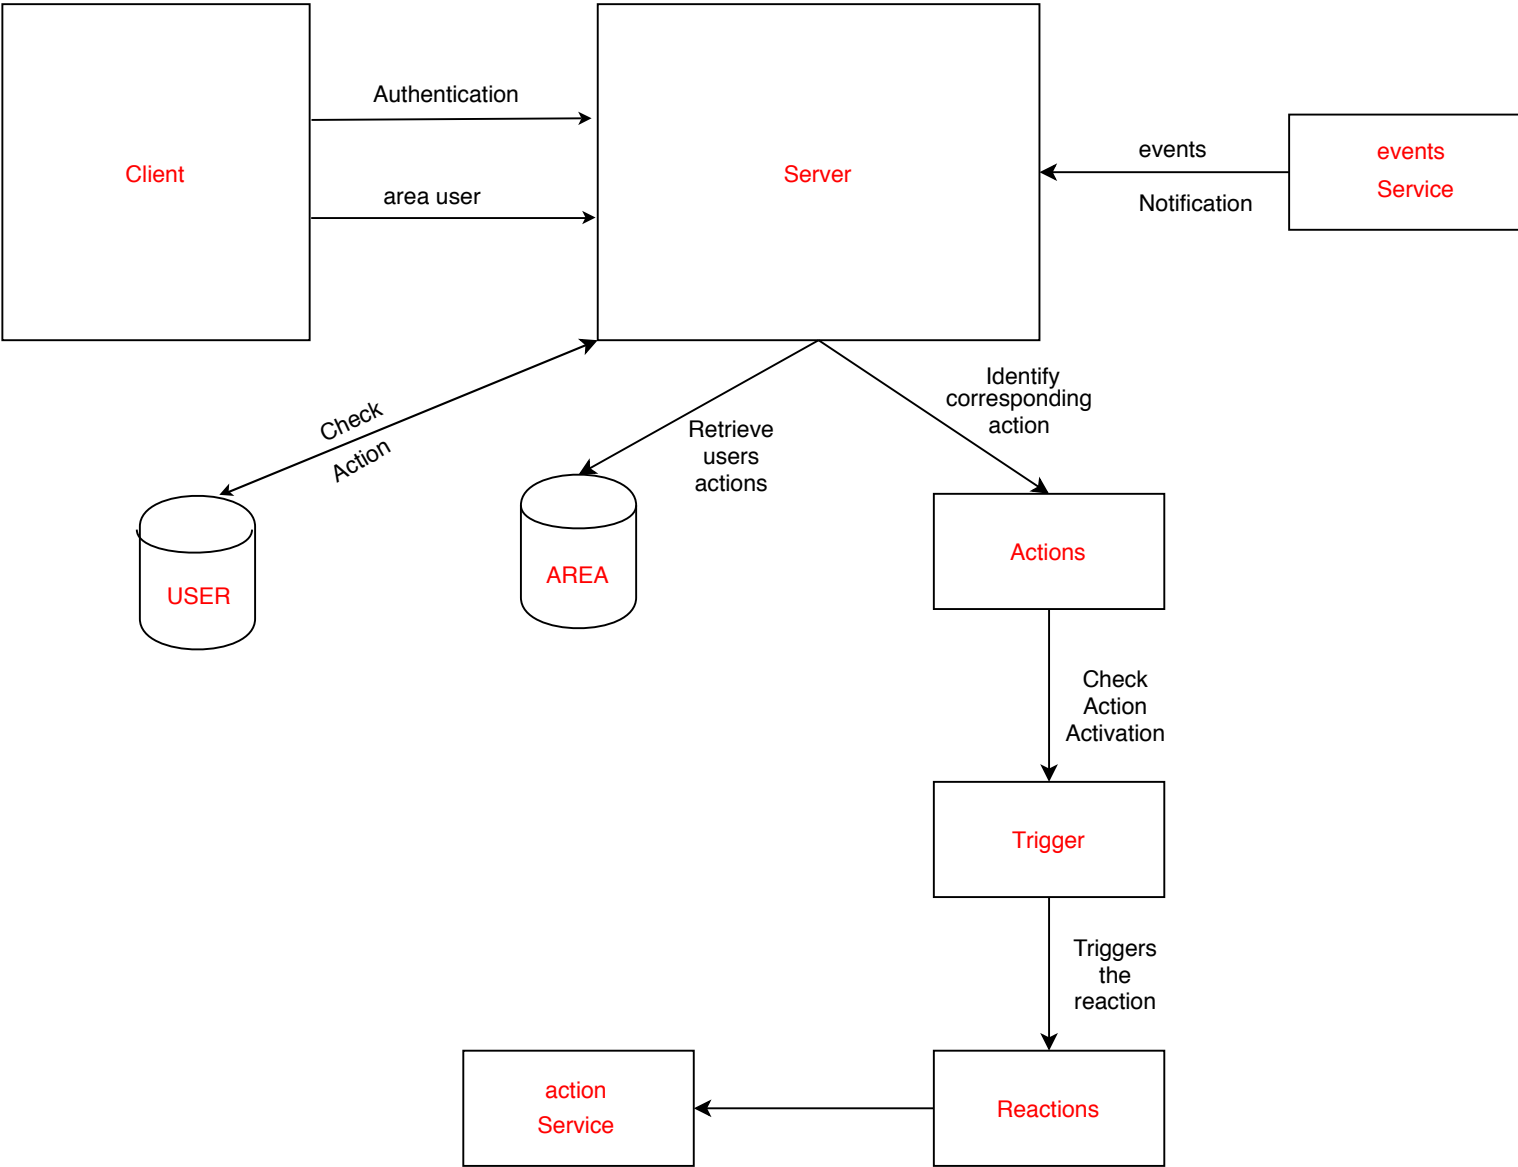 Authentication
Client
area user
Server
events
Notification
events
Service
Check
Action
Retrieve
users
actions
Identify
corresponding
action
USER
AREA
Actions
Check
Action
Activation
Trigger
Triggers
the
reaction
action
Service
Reactions